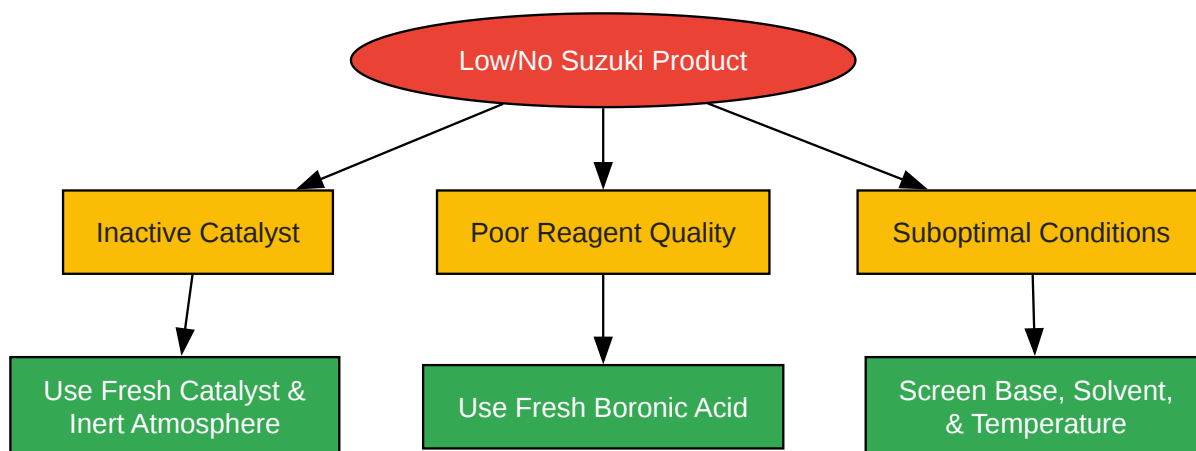 Low/No Suzuki Product
Inactive Catalyst
Poor Reagent Quality
Suboptimal Conditions
Use Fresh Catalyst &
Inert Atmosphere
Use Fresh Boronic Acid
Screen Base, Solvent,
& Temperature